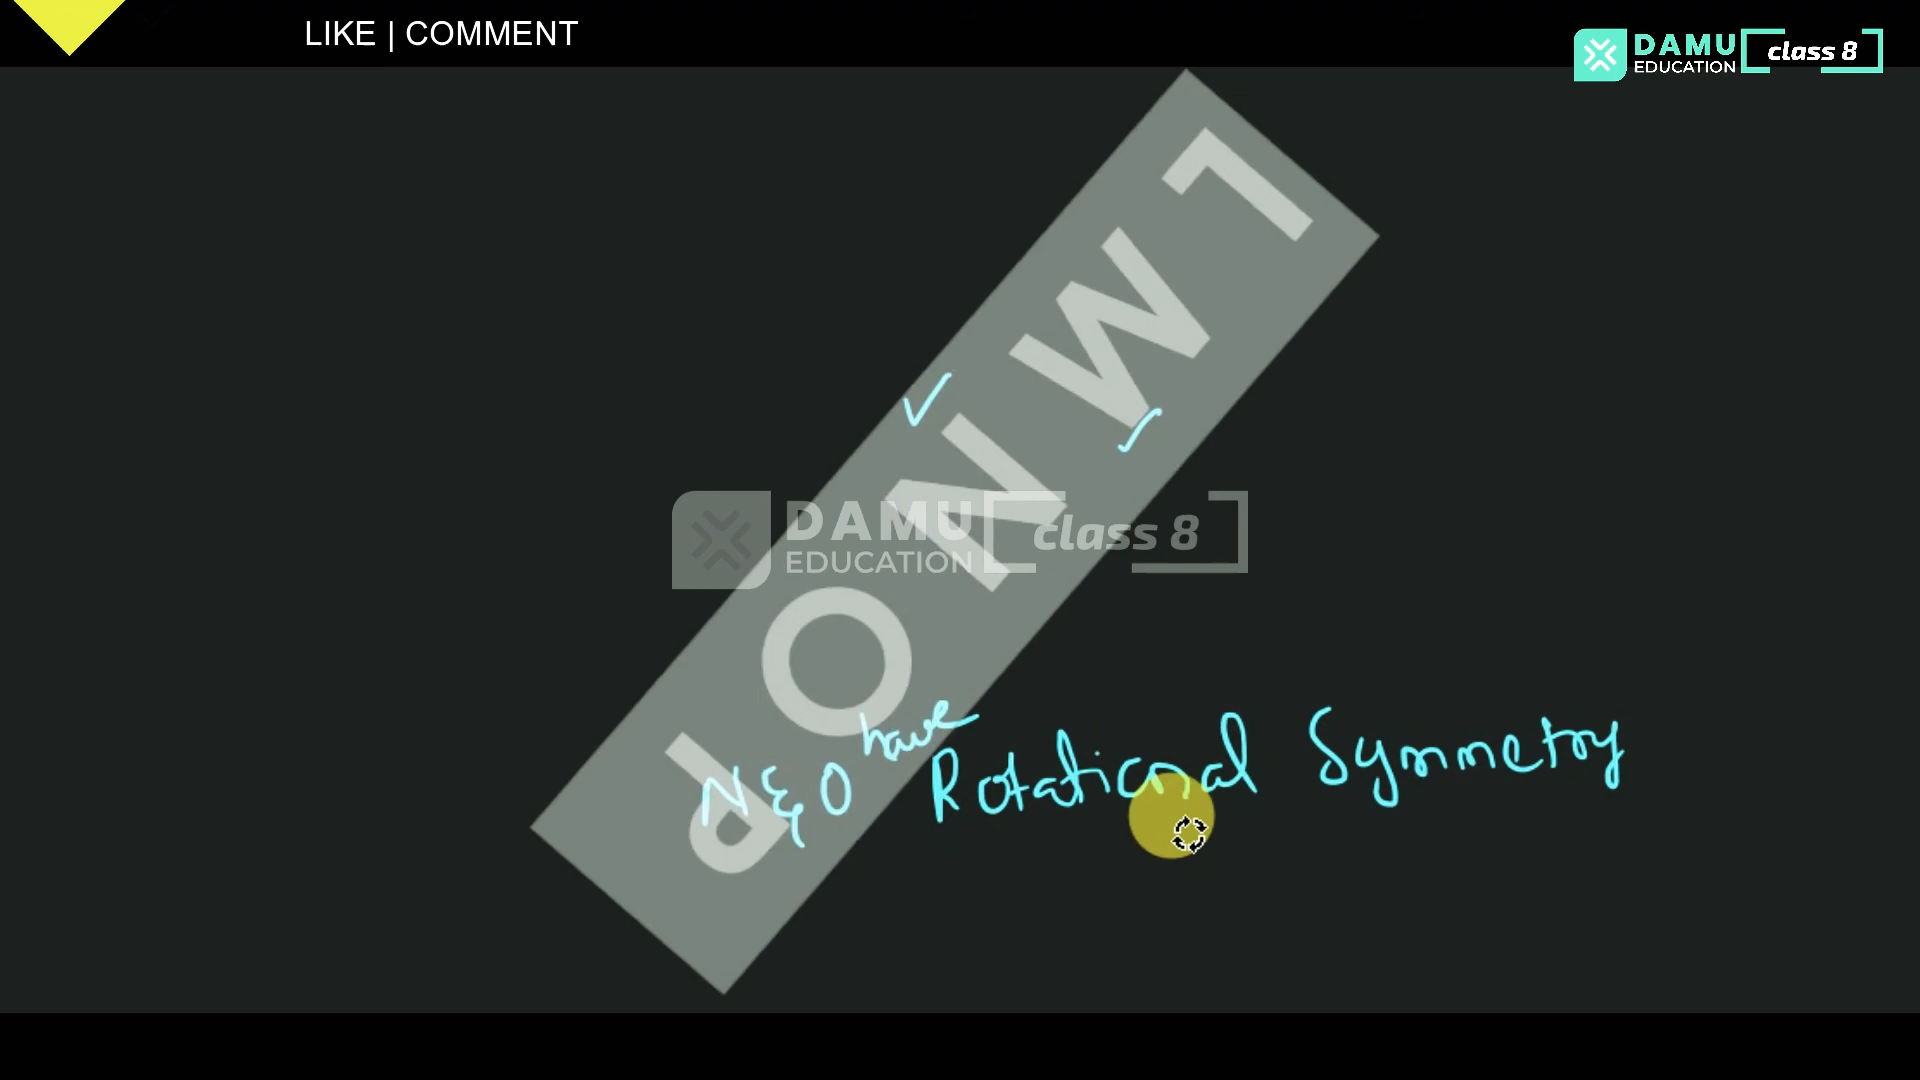 LIKE | COMMENT
DAMU
EDUCATION
class 8
L M N O P
DAMU
EDUCATION
class 8
N & O have Rotational Symmetry